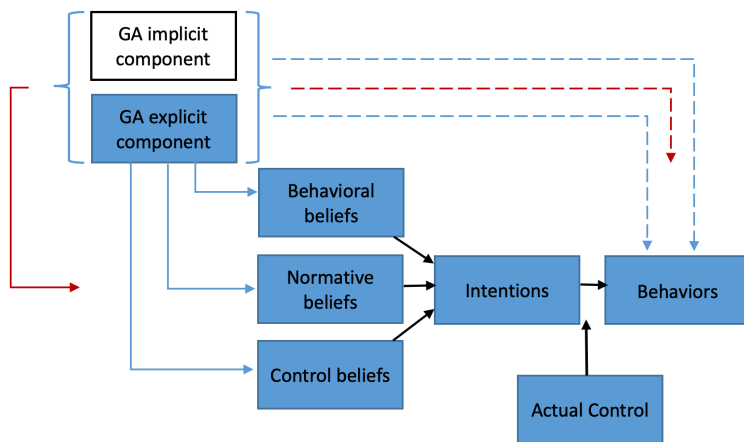 GA implicit
component
GA explicit
component
Behavioral
beliefs
Normative
beliefs
Intentions
Behaviors
Control beliefs
Actual Control